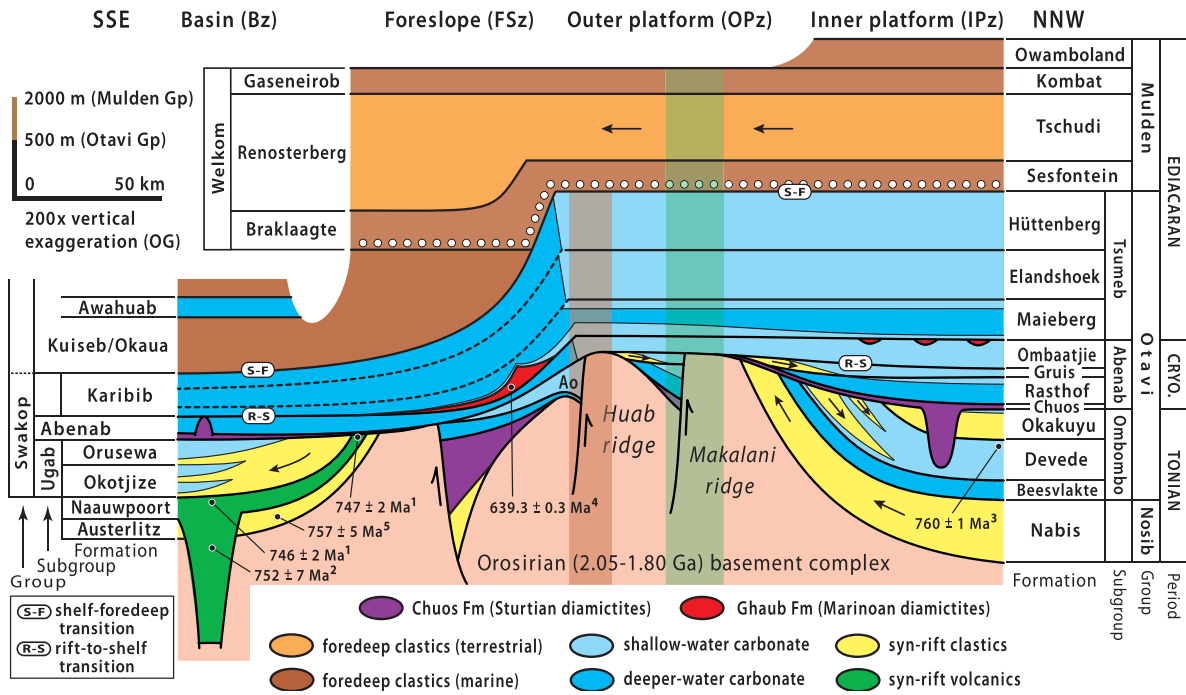 SSE
Basin (Bz)
Foreslope (FSz)
Outer platform (OPz)
Inner platform (IPz)
NNW
2000 m (Mulden Gp)
500 m (Otavi Gp)
0
50 km
200x vertical
exaggeration (OG)
Welkom
Gaseneirob
Renosterberg
Braklaagte
Awahuab
Kuiseb/Okaua
Karibib
Abenab
Orusewa
Okotjize
Naauwpoort
Austerlitz
Formation
Subgroup
Group
Swakop
Ugab
S-F
R-S
S-F
R-S
Ao
Huab
ridge
Makalani
ridge
747 ± 2 Ma1
757 ± 5 Ma5
746 ± 2 Ma1
752 ± 7 Ma2
639.3 ± 0.3 Ma4
760 ± 1 Ma3
Orosirian (2.05-1.80 Ga) basement complex
Owamboland
Kombat
Tschudi
Sesfontein
Hüttenberg
Elandshoek
Maieberg
Ombaatjie
Gruis
Rasthof
Chuos
Okakuyu
Devede
Beesvlakte
Nabis
Formation
Tsumeb
Abenab
Ombombo
Subgroup
Mulden
Otavi
Nosib
Group
EDIACARAN
CRYO.
TONIAN
Period
S-F shelf-foredeep
transition
R-S rift-to-shelf
transition
Chuos Fm (Sturtian diamictites)
Ghaub Fm (Marinoan diamictites)
foredeep clastics (terrestrial)
shallow-water carbonate
syn-rift clastics
foredeep clastics (marine)
deeper-water carbonate
syn-rift volcanics